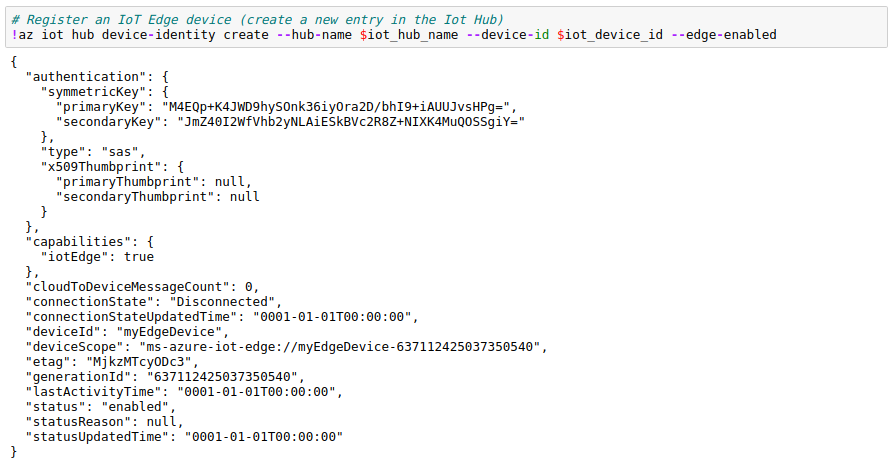 # Register an IoT Edge device (create a new entry in the Iot Hub)
!az iot hub device-identity create --hub-name $iot_hub_name --device-id $iot_device_id --edge-enabled
{
  "authentication": {
    "symmetricKey": {
      "primaryKey": "M4EQp+K4JWD9hySOnk36iyOra2D/bhI9+iAUUJvsHPg=",
      "secondaryKey": "JmZ40I2WfVhb2yNLAiESkBVc2R8Z+NIXK4MuQOSSgiY="
    },
    "type": "sas",
    "x509Thumbprint": {
      "primaryThumbprint": null,
      "secondaryThumbprint": null
    }
  },
  "capabilities": {
    "iotEdge": true
  },
  "cloudToDeviceMessageCount": 0,
  "connectionState": "Disconnected",
  "connectionStateUpdatedTime": "0001-01-01T00:00:00",
  "deviceId": "myEdgeDevice",
  "deviceScope": "ms-azure-iot-edge://myEdgeDevice-637112425037350540",
  "etag": "MjkzMTcyODc3",
  "generationId": "637112425037350540",
  "lastActivityTime": "0001-01-01T00:00:00",
  "status": "enabled",
  "statusReason": null,
  "statusUpdatedTime": "0001-01-01T00:00:00"
}